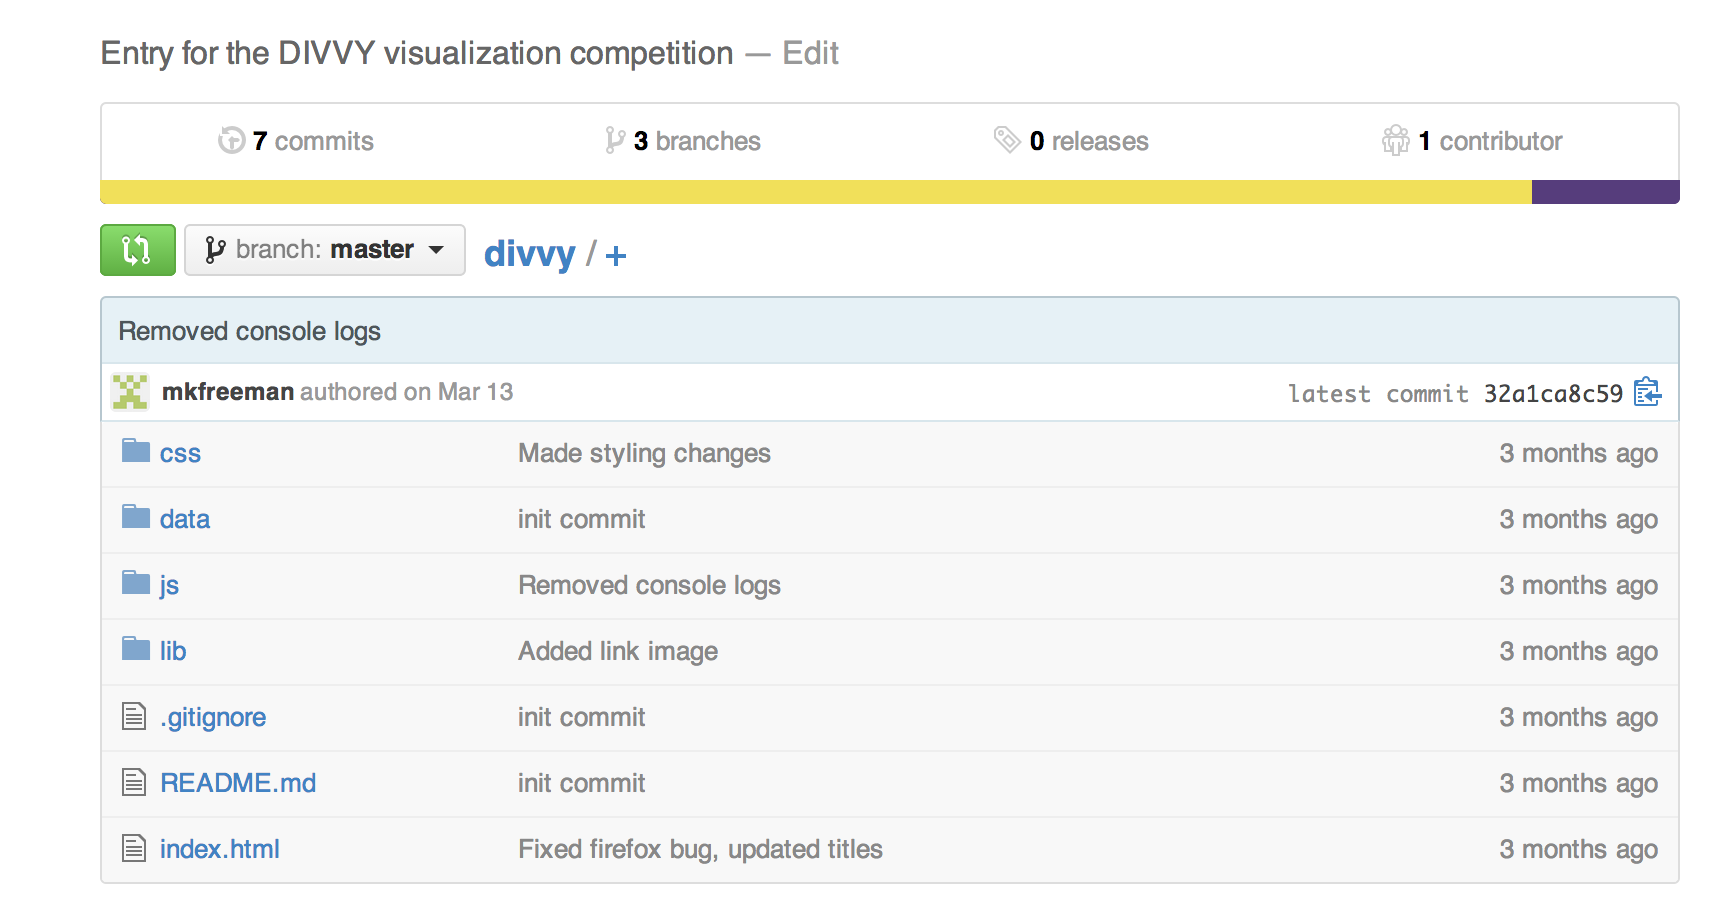 Entry for the DIVVY visualization competition — Edit
7 commits 3 branches 0 releases 1 contributor
branch: master divvy / +
Removed console logs
mkfreeman authored on Mar 13 latest commit 32a1ca8c59
css Made styling changes 3 months ago
data init commit 3 months ago
js Removed console logs 3 months ago
lib Added link image 3 months ago
.gitignore init commit 3 months ago
README.md init commit 3 months ago
index.html Fixed firefox bug, updated titles 3 months ago